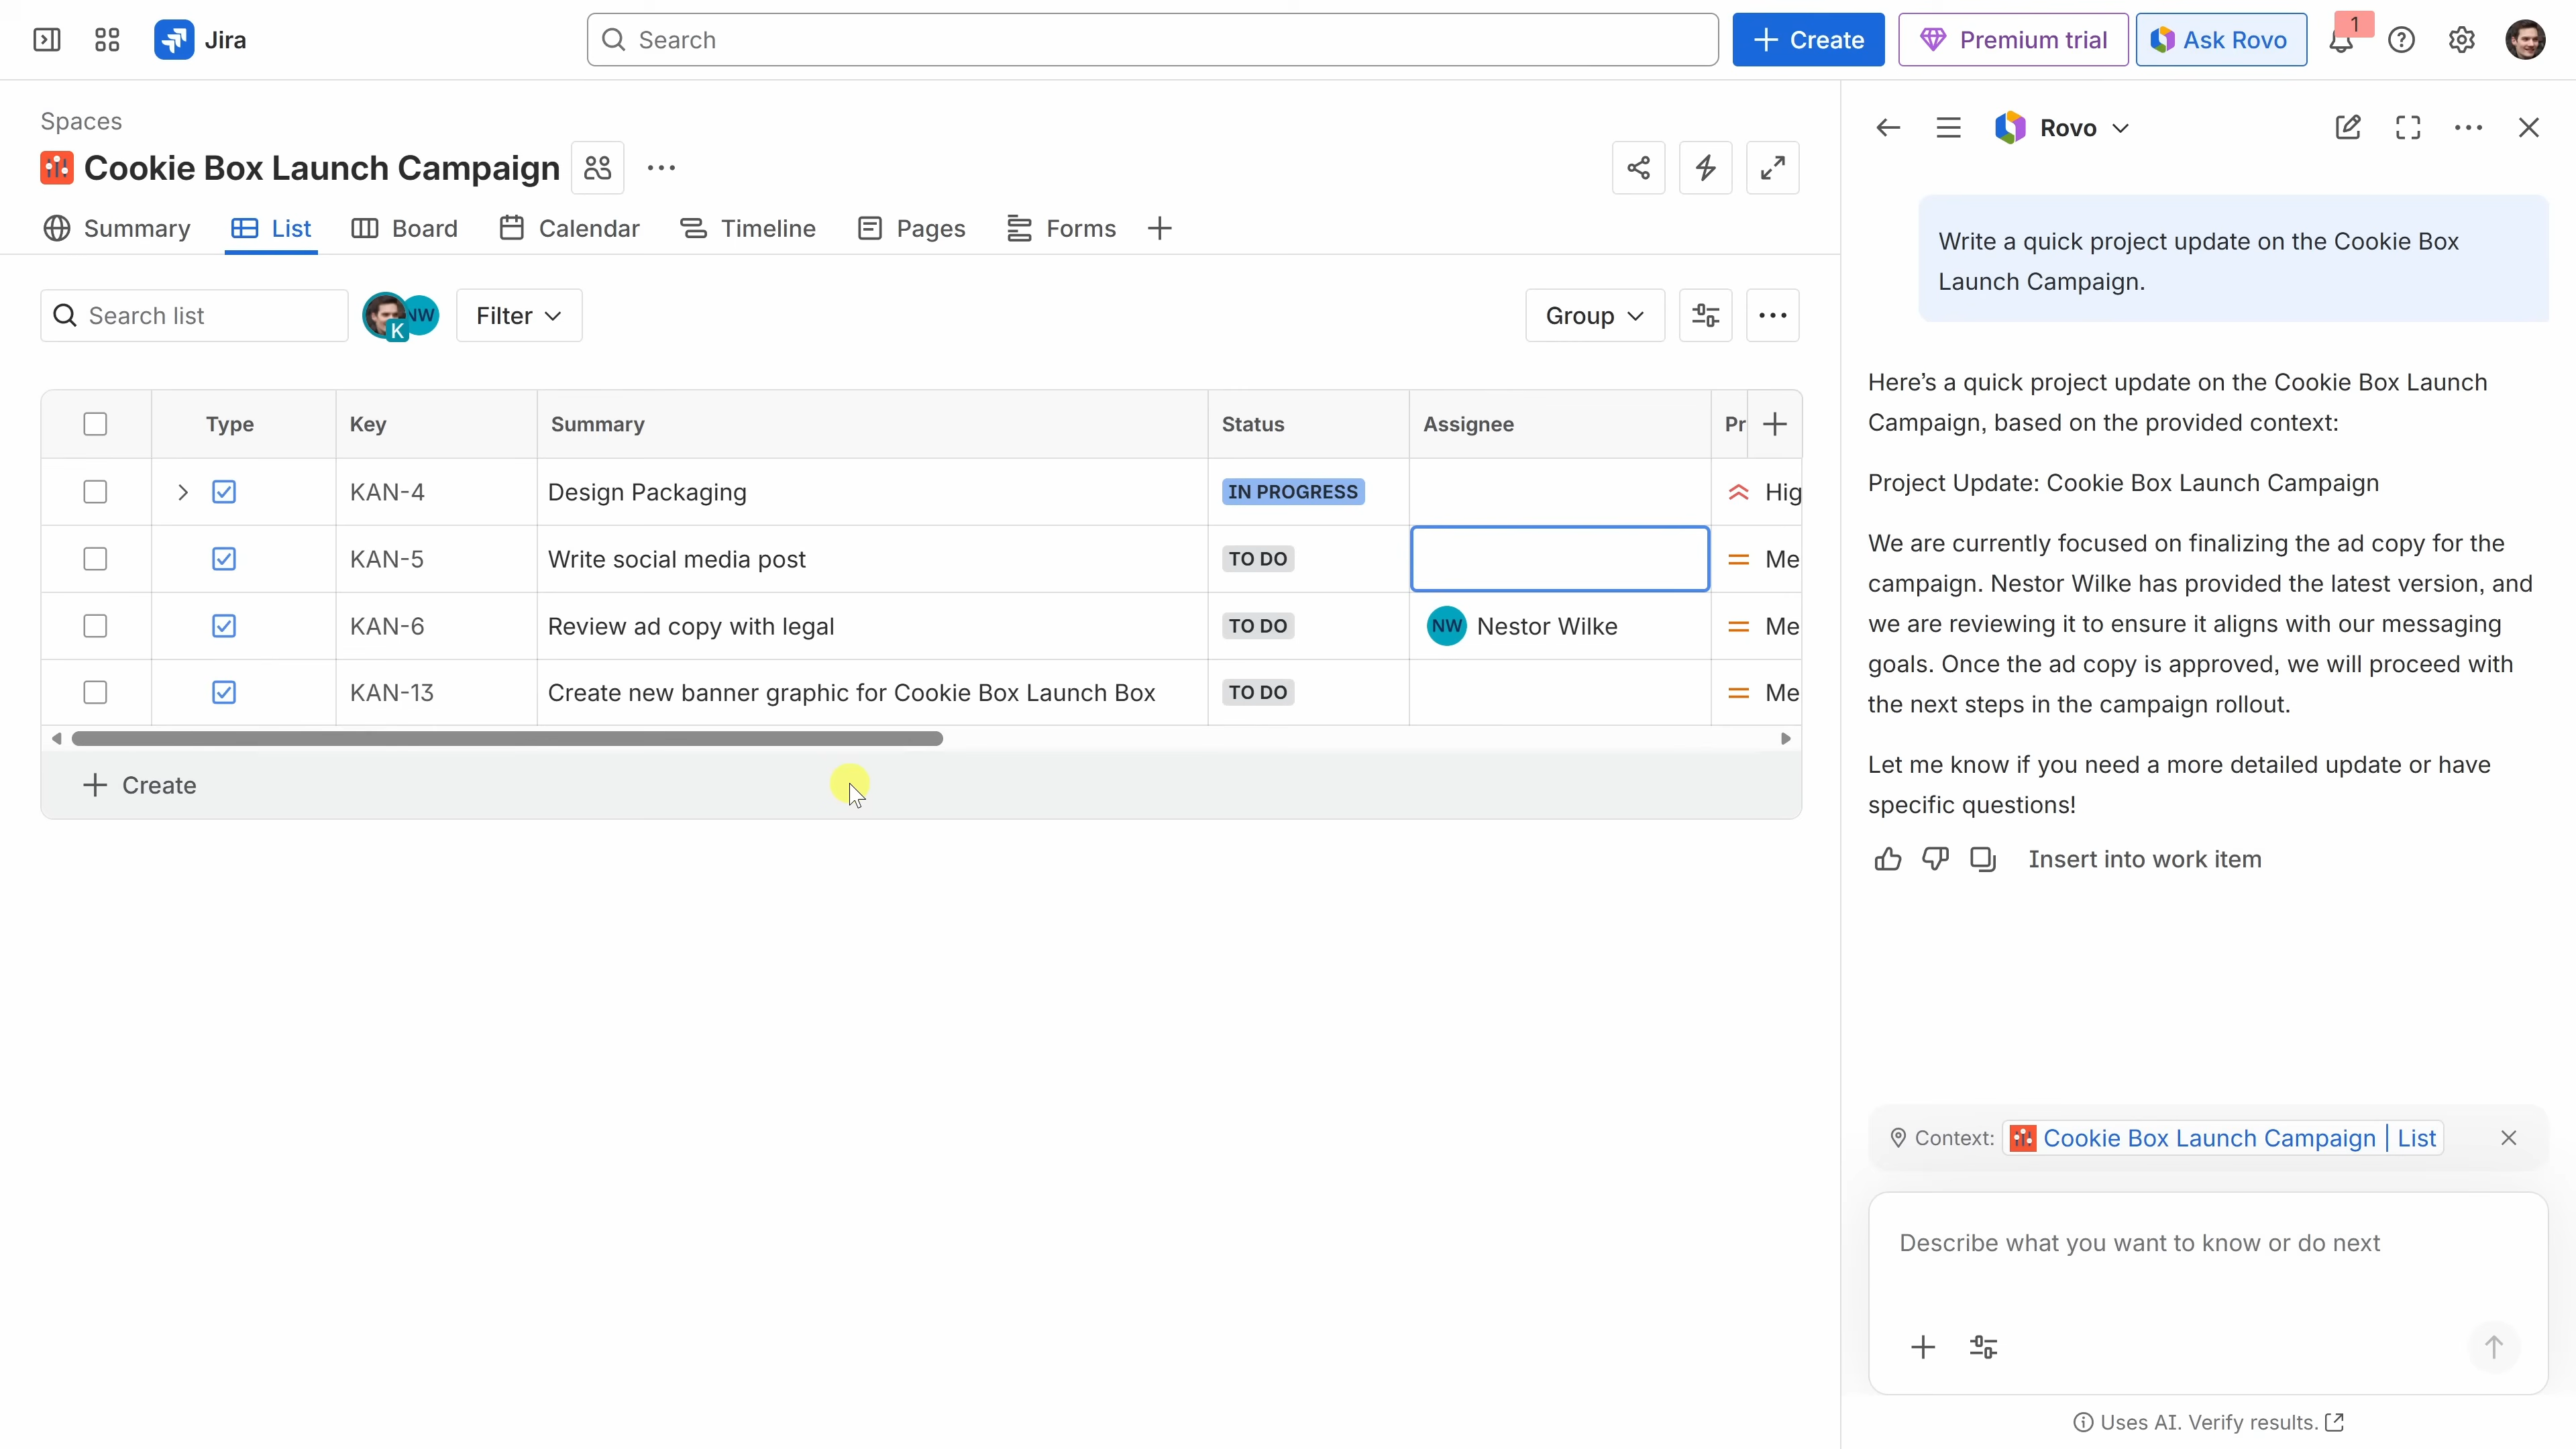 Jira
Search
Create
Premium trial
Ask Rovo
1
Spaces
Cookie Box Launch Campaign
Summary
List
Board
Calendar
Timeline
Pages
Forms
Search list
K
NW
Filter
Group
Type
Key
Summary
Status
Assignee
Pr
KAN-4
Design Packaging
IN PROGRESS
Hig
KAN-5
Write social media post
TO DO
Me
KAN-6
Review ad copy with legal
TO DO
NW
Nestor Wilke
Me
KAN-13
Create new banner graphic for Cookie Box Launch Box
TO DO
Me
Create
Rovo
Write a quick project update on the Cookie Box
Launch Campaign.
Here’s a quick project update on the Cookie Box Launch
Campaign, based on the provided context:
Project Update: Cookie Box Launch Campaign
We are currently focused on finalizing the ad copy for the
campaign. Nestor Wilke has provided the latest version, and
we are reviewing it to ensure it aligns with our messaging
goals. Once the ad copy is approved, we will proceed with
the next steps in the campaign rollout.
Let me know if you need a more detailed update or have
specific questions!
Insert into work item
Context: Cookie Box Launch Campaign | List
Describe what you want to know or do next
Uses AI. Verify results.